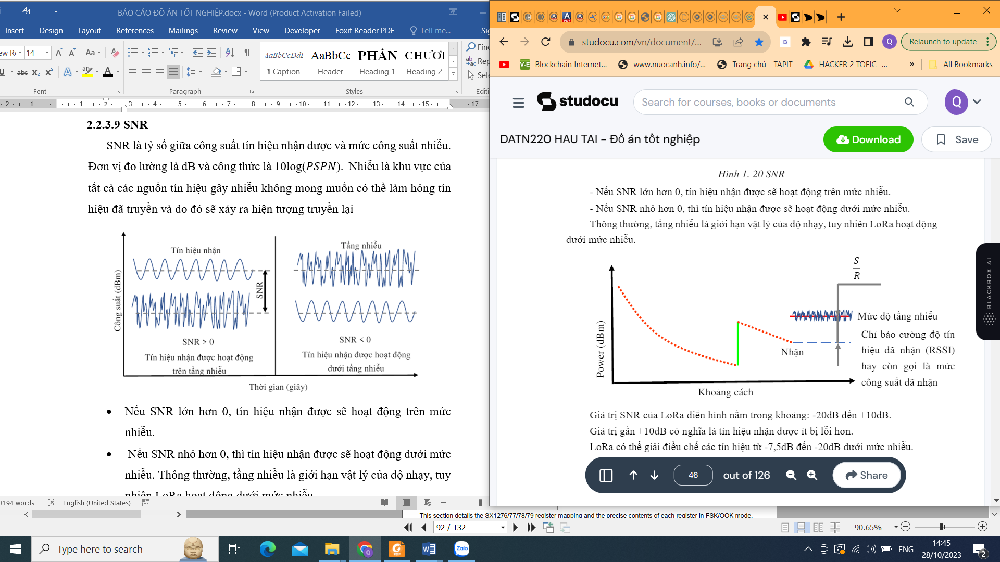 BÁO CÁO ĐỒ ÁN TỐT NGHIỆP.docx - Word (Product Activation Failed)
Insert Design Layout References Mailings Review View Developer Foxit Reader PDF Tell me...
14
AaBbCcDdI AaBbCc PHẦN CHƯƠ
¶ Caption Header Heading 1 Heading 2
Font Paragraph Styles
2.2.3.9 SNR
SNR là tỷ số giữa công suất tín hiệu nhận được và mức công suất nhiễu.
Đơn vị đo lường là dB và công thức là 10log(PSPN). Nhiễu là khu vực của
tất cả các nguồn tín hiệu gây nhiễu không mong muốn có thể làm hỏng tín
hiệu đã truyền và do đó sẽ xảy ra hiện tượng truyền lại
Công suất (dBm)
Tín hiệu nhận
SNR
SNR > 0
Tín hiệu nhận được hoạt động
trên tầng nhiễu
Tầng nhiễu
SNR < 0
Tín hiệu nhận được hoạt động
dưới tầng nhiễu
Thời gian (giây)
• Nếu SNR lớn hơn 0, tín hiệu nhận được sẽ hoạt động trên mức
nhiễu.
• Nếu SNR nhỏ hơn 0, thì tín hiệu nhận được sẽ hoạt động dưới mức
nhiễu. Thông thường, tầng nhiễu là giới hạn vật lý của độ nhạy, tuy
nhiên LoRa hoạt động dưới mức nhiễu.
3194 words English (United States)
studocu.com/vn/document/...
Relaunch to update
Blockchain Internet... www.nuocanh.info/... Trang chủ - TAPIT HACKER 2 TOEIC -... » All Bookmarks
studocu
Search for courses, books or documents
Q
DATN220 HAU TAI - Đồ án tốt nghiệp
Download
Save
Hình 1. 20 SNR
- Nếu SNR lớn hơn 0, tín hiệu nhận được sẽ hoạt động trên mức nhiễu.
- Nếu SNR nhỏ hơn 0, thì tín hiệu nhận được sẽ hoạt động dưới mức nhiễu.
Thông thường, tầng nhiễu là giới hạn vật lý của độ nhạy, tuy nhiên LoRa hoạt động
dưới mức nhiễu.
S
R
Power (dBm)
Mức độ tầng nhiễu
Chỉ báo cường độ tín
hiệu đã nhận (RSSI)
hay còn gọi là mức
công suất đã nhận
Nhận
Khoảng cách
Giá trị SNR của LoRa điển hình nằm trong khoảng: -20dB đến +10dB.
Giá trị gần +10dB có nghĩa là tín hiệu nhận được ít bị lỗi hơn.
LoRa có thể giải điều chế các tín hiệu từ -7,5dB đến -20dB dưới mức nhiễu.
46 out of 126
Share
BLACKBOX AI
This section details the SX1276/77/78/79 register mapping and the precise contents of each register in FSK/OOK mode.
92 / 132
90.65%
Type here to search
Zalo
ENG
14:45
28/10/2023
2